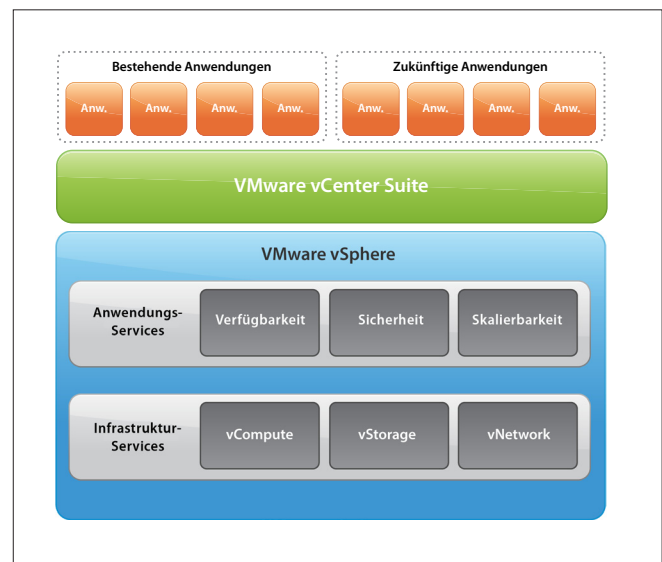 Bestehende Anwendungen
Zukünftige Anwendungen
Anw. Anw. Anw. Anw.
Anw. Anw. Anw. Anw.
VMware vCenter Suite
VMware vSphere
Anwendungs-
Services
Verfügbarkeit
Sicherheit
Skalierbarkeit
Infrastruktur-
Services
vCompute
vStorage
vNetwork